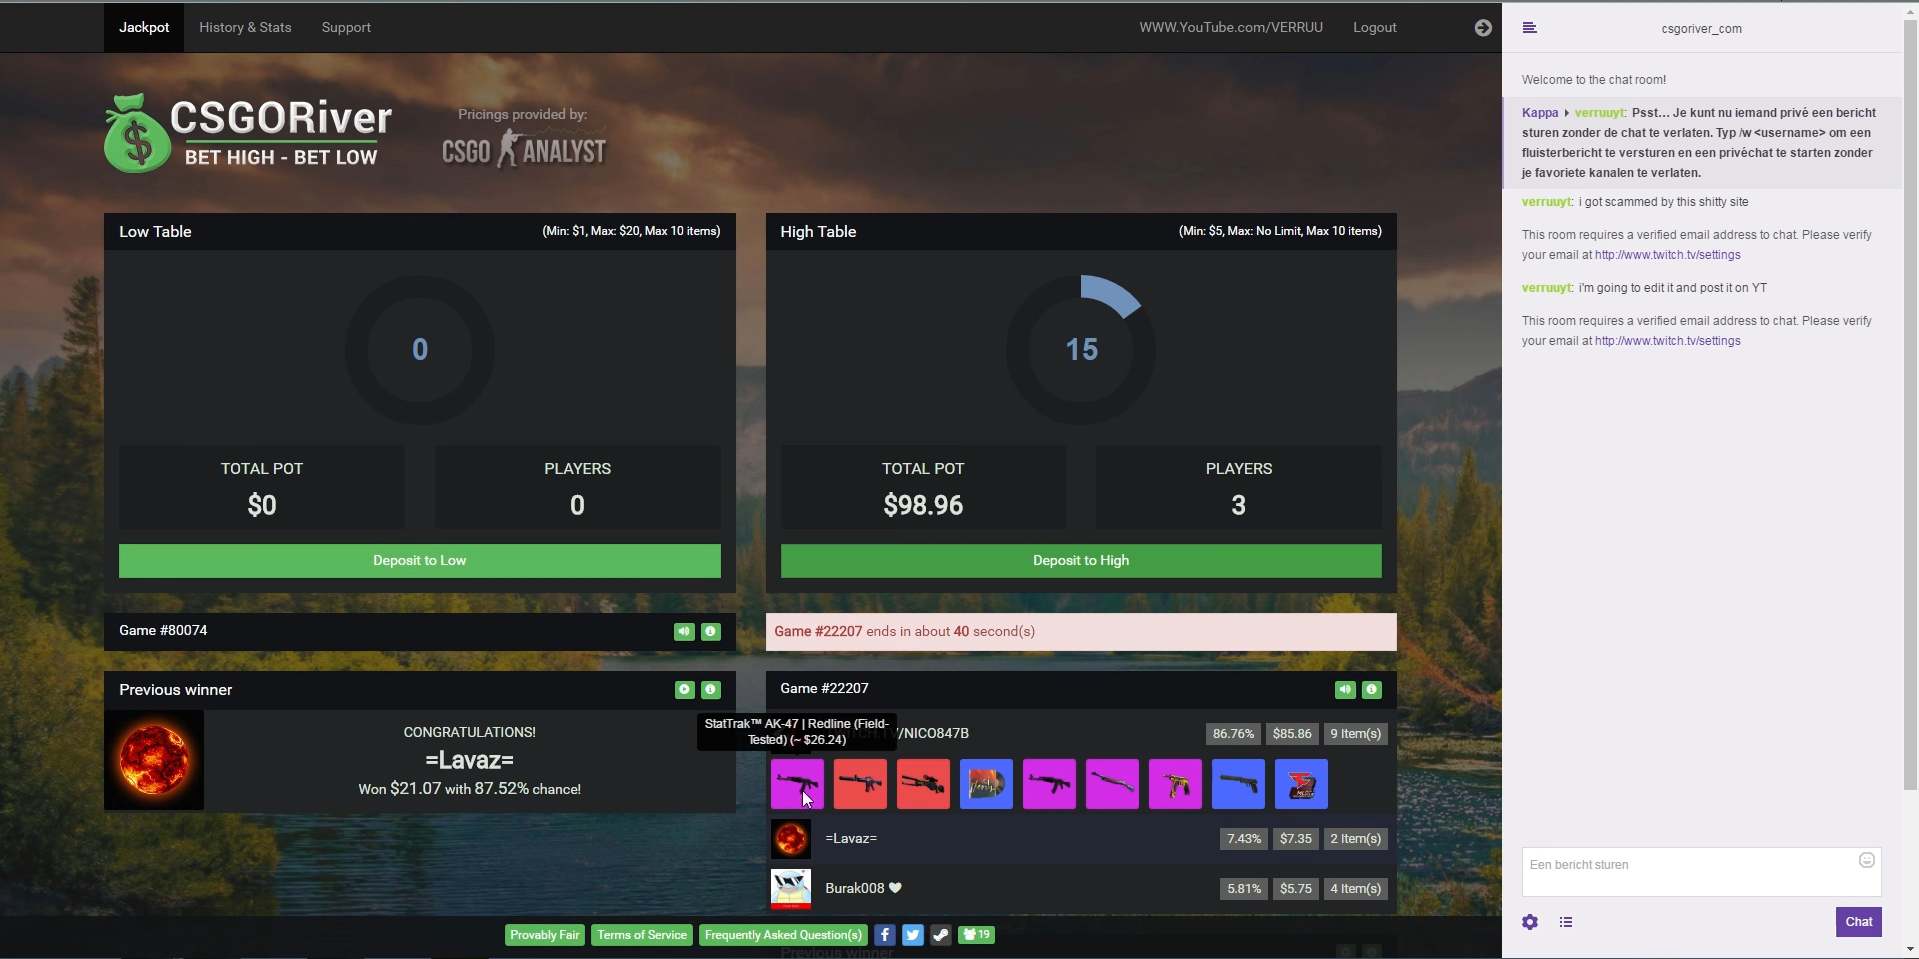 Jackpot
History & Stats
Support
WWW.YouTube.com/VERRUU
Logout
CSGORiver
BET HIGH - BET LOW
Pricings provided by:
CSGO ANALYST
Low Table
(Min: $1, Max: $20, Max 10 items)
0
TOTAL POT
$0
PLAYERS
0
Deposit to Low
High Table
(Min: $5, Max: No Limit, Max 10 items)
15
TOTAL POT
$98.96
PLAYERS
3
Deposit to High
Game #80074
Game #22207 ends in about 40 second(s)
Previous winner
CONGRATULATIONS!
=Lavaz=
Won $21.07 with 87.52% chance!
Game #22207
StatTrak™ AK-47 | Redline (Field-
Tested) (~ $26.24)
/NICO847B
86.76% $85.86 9 Item(s)
=Lavaz=
7.43% $7.35 2 Item(s)
Burak008
5.81% $5.75 4 Item(s)
Previous winner
Provably Fair
Terms of Service
Frequently Asked Question(s)
19
csgoriver_com
Welcome to the chat room!
Kappa verruuyt: Psst... Je kunt nu iemand privé een bericht
sturen zonder de chat te verlaten. Typ /w <username> om een
fluisterbericht te versturen en een privéchat te starten zonder
je favoriete kanalen te verlaten.
verruuyt: i got scammed by this shitty site
This room requires a verified email address to chat. Please verify
your email at http://www.twitch.tv/settings
verruuyt: i'm going to edit it and post it on YT
This room requires a verified email address to chat. Please verify
your email at http://www.twitch.tv/settings
Een bericht sturen
Chat